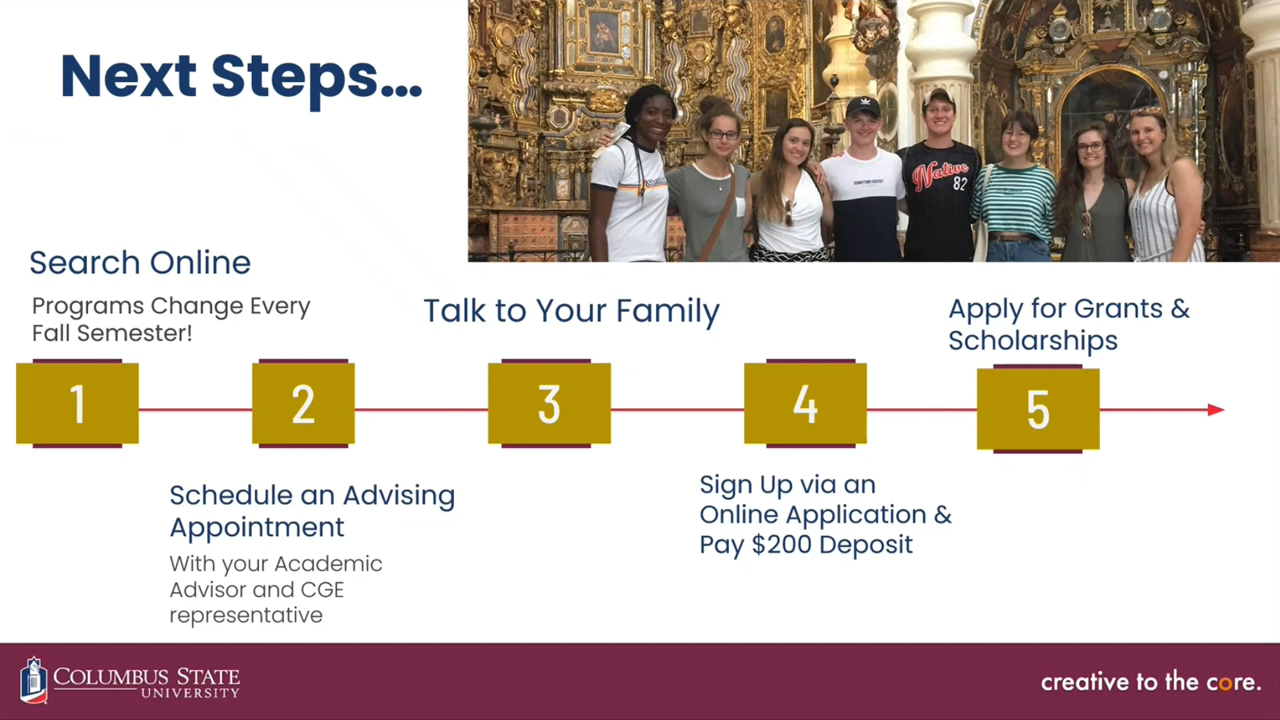 Next Steps...
Native
82
Search Online
Programs Change Every
Fall Semester!
Talk to Your Family
Apply for Grants &
Scholarships
1
2
3
4
5
Schedule an Advising
Appointment
With your Academic
Advisor and CGE
representative
Sign Up via an
Online Application &
Pay $200 Deposit
COLUMBUS STATE
UNIVERSITY
creative to the core.